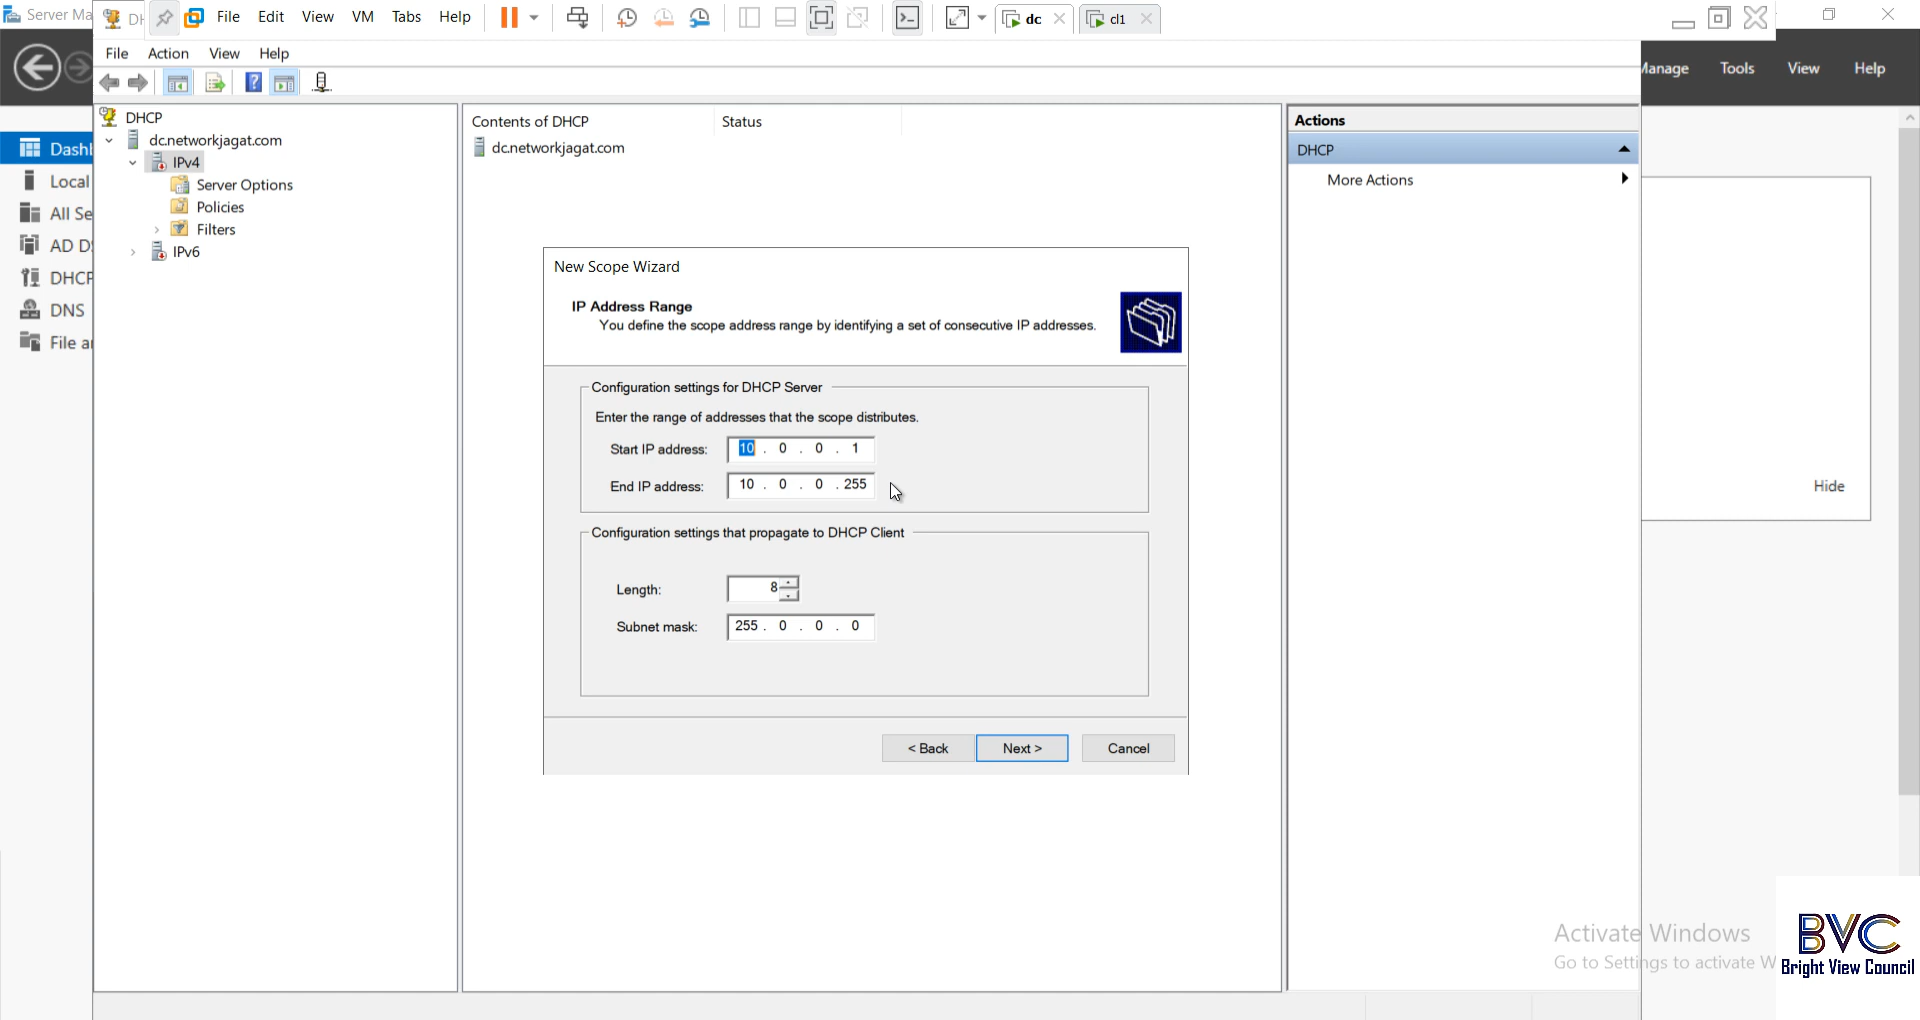 Server Ma
DH
File Edit View VM Tabs Help
dc
cl1
File Action View Help
Manage Tools View Help
DHCP
dc.networkjagat.com
IPv4
Server Options
Policies
Filters
IPv6
Dashb
Local
All Se
AD DS
DHCP
DNS
File an
Contents of DHCP Status
dc.networkjagat.com
Actions
DHCP
More Actions
New Scope Wizard
IP Address Range
You define the scope address range by identifying a set of consecutive IP addresses.
Configuration settings for DHCP Server
Enter the range of addresses that the scope distributes.
Start IP address: 10 . 0 . 0 . 1
End IP address: 10 . 0 . 0 . 255
Configuration settings that propagate to DHCP Client
Length: 8
Subnet mask: 255 . 0 . 0 . 0
< Back Next > Cancel
Hide
Activate Windows
Go to Settings to activate W
BVC
Bright View Council